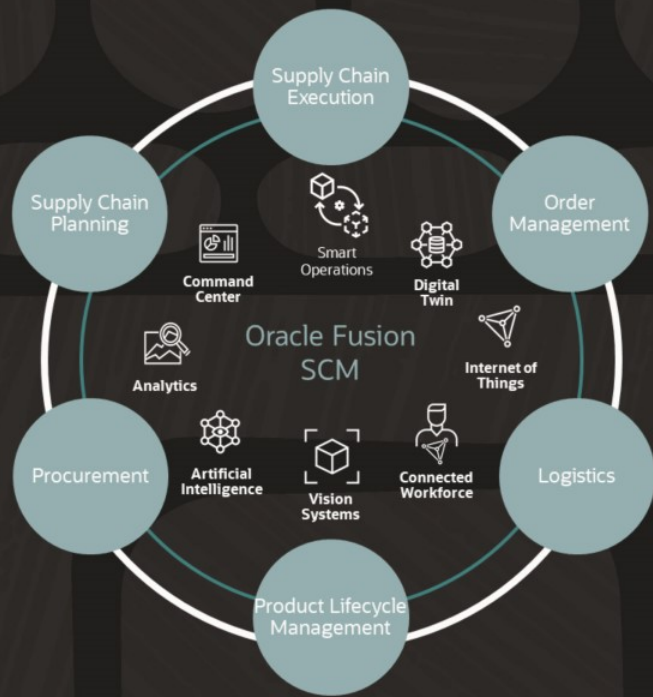 Supply Chain
Execution
Supply Chain
Planning
Order
Management
Smart
Operations
Command
Center
Digital
Twin
Oracle Fusion
SCM
Analytics
Internet of
Things
Procurement
Artificial
Intelligence
Vision
Systems
Connected
Workforce
Logistics
Product Lifecycle
Management